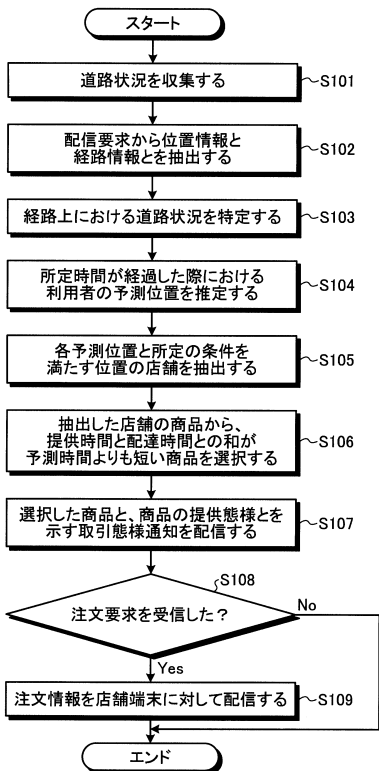 スタート
道路状況を収集する
S101
配信要求から位置情報と
経路情報とを抽出する
S102
経路上における道路状況を特定する
S103
所定時間が経過した際における
利用者の予測位置を推定する
S104
各予測位置と所定の条件を
満たす位置の店舗を抽出する
S105
抽出した店舗の商品から、
提供時間と配達時間との和が
予測時間よりも短い商品を選択する
S106
選択した商品と、商品の提供態様とを
示す取引態様通知を配信する
S107
S108
注文要求を受信した?
No
Yes
注文情報を店舗端末に対して配信する
S109
エンド